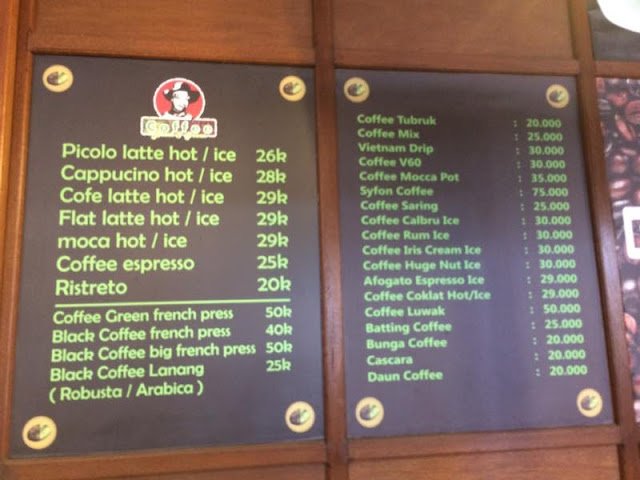 Coffee
Picolo latte hot / ice 26k
Cappucino hot / ice 28k
Cofe latte hot / ice 29k
Flat latte hot / ice 29k
moca hot / ice 29k
Coffee espresso 25k
Ristreto 20k
Coffee Green french press 50k
Black Coffee french press 40k
Black Coffee big french press 50k
Black Coffee Lanang 25k
( Robusta / Arabica )
Coffee Tubruk : 20.000
Coffee Mix : 25.000
Vietnam Drip : 30.000
Coffee V60 : 30.000
Coffee Mocca Pot : 35.000
Syfon Coffee : 75.000
Coffee Saring : 25.000
Coffee Calbru Ice : 30.000
Coffee Rum Ice : 30.000
Coffee Iris Cream Ice : 30.000
Coffee Huge Nut Ice : 30.000
Afogato Espresso Ice : 29.000
Coffee Coklat Hot/Ice : 29.000
Coffee Luwak : 50.000
Batting Coffee : 25.000
Bunga Coffee : 20.000
Cascara : 20.000
Daun Coffee : 20.000